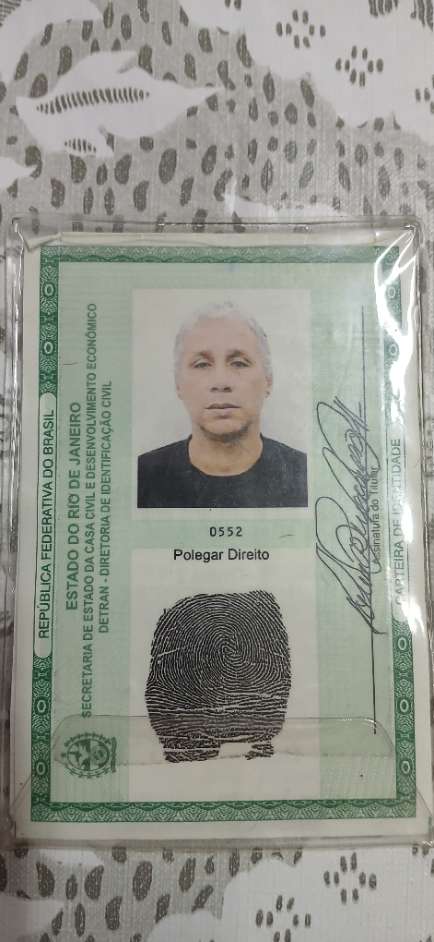 REPÚBLICA FEDERATIVA DO BRASIL
ESTADO DO RIO DE JANEIRO
SECRETARIA DE ESTADO DA CASA CIVIL E DESENVOLVIMENTO ECONÔMICO
DETRAN - DIRETORIA DE IDENTIFICAÇÃO CIVIL
0552
Polegar Direito
Assinatura do Titular
CARTEIRA DE IDENTIDADE